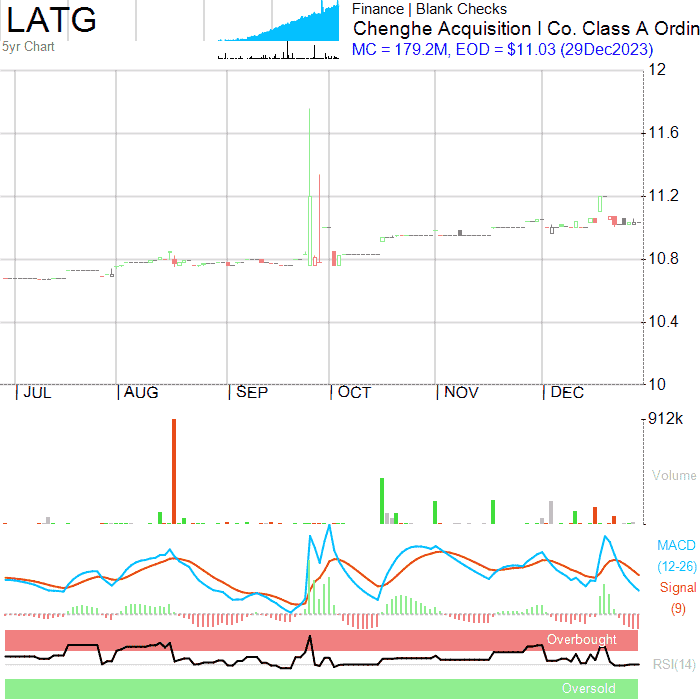 LATG
5yr Chart
Finance | Blank Checks
Chenghe Acquisition I Co. Class A Ordin
MC = 179.2M, EOD = $11.03 (29Dec2023)
12
11.6
11.2
10.8
10.4
10
JUL AUG SEP OCT NOV DEC
912k
Volume
MACD
(12-26)
Signal
(9)
Overbought
RSI(14)
Oversold